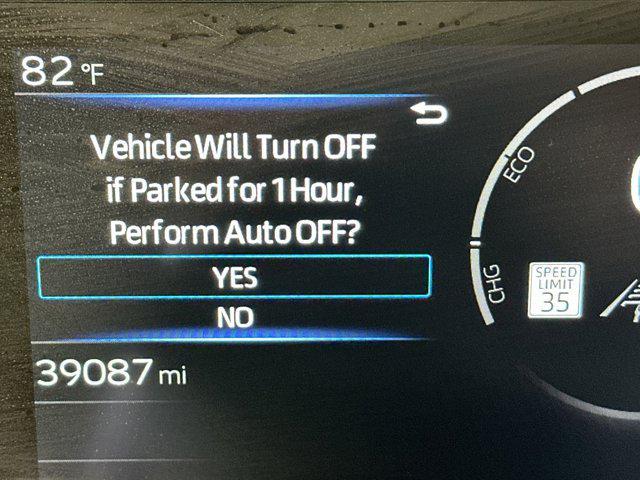 82 °F
Vehicle Will Turn OFF
if Parked for 1 Hour,
Perform Auto OFF?
YES
NO
39087 mi
ECO
CHG
SPEED
LIMIT
35